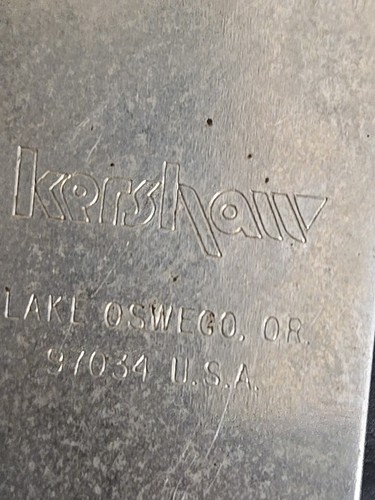 kershaw
LAKE OSWEGO, OR.
97034 U.S.A.